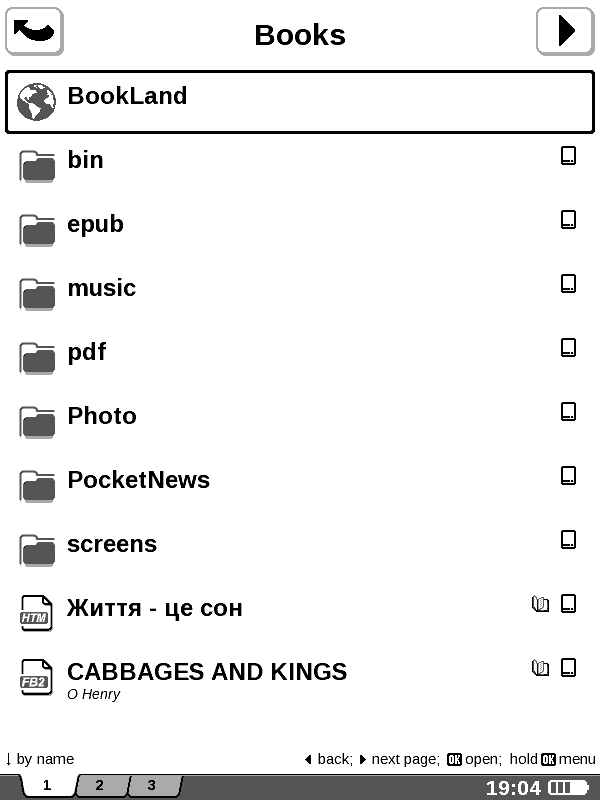 Books
BookLand
bin
epub
music
pdf
Photo
PocketNews
screens
HTM Життя - це сон
FB2 CABBAGES AND KINGS
O Henry
↓ by name ◀ back; ▶ next page; OK open; hold OK menu
1 2 3 19:04